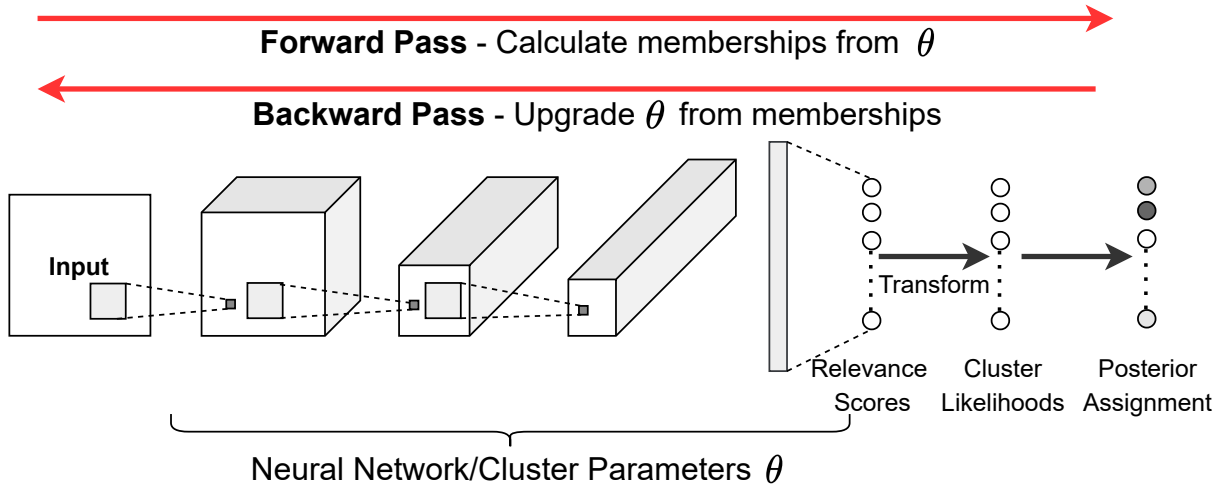 Forward Pass - Calculate memberships from θ
Backward Pass - Upgrade θ from memberships
Input
Transform
Relevance Scores
Cluster Likelihoods
Posterior Assignment
Neural Network/Cluster Parameters θ